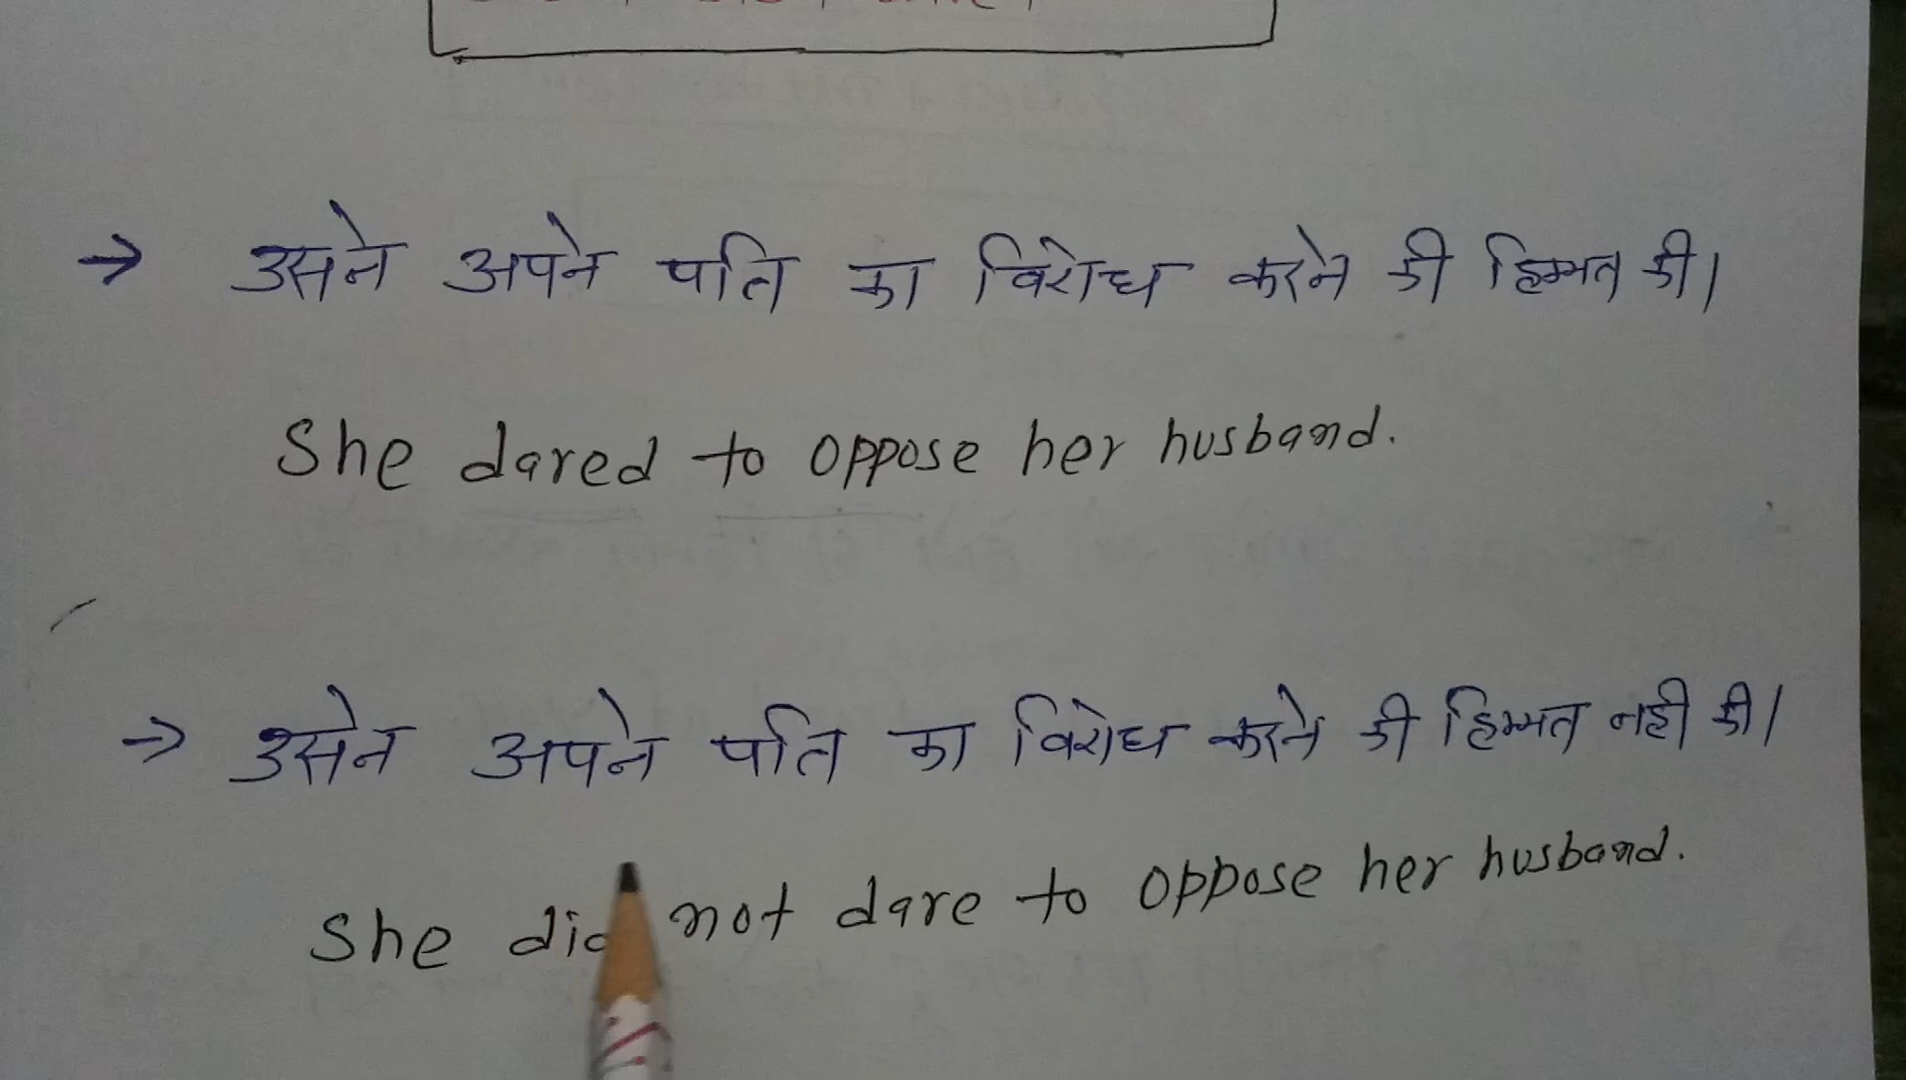 उसने अपने पति का विरोध करने की हिम्मत की।
She dared to oppose her husband.
उसने अपने पति का विरोध करने की हिम्मत नही की।
She did not dare to oppose her husband.